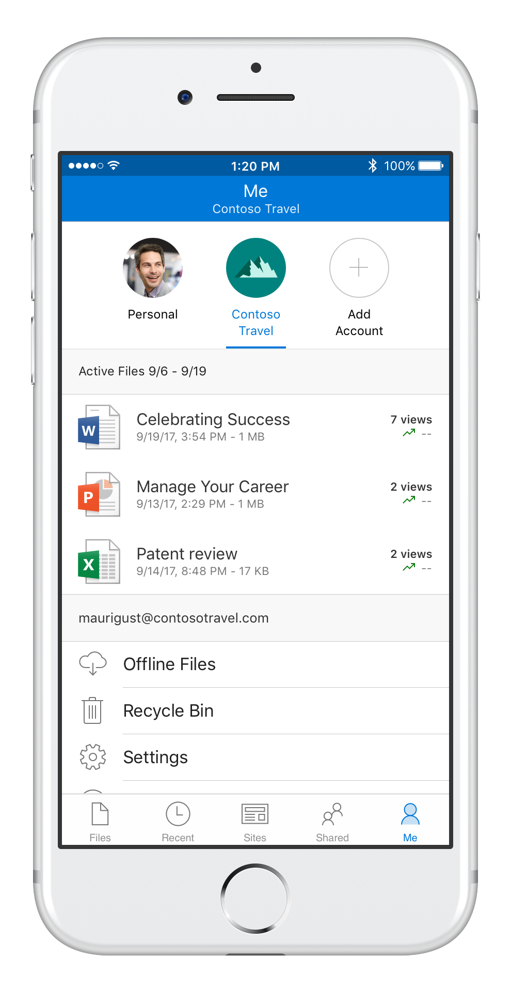 1:20 PM
100%
Me
Contoso Travel
Personal
Contoso
Travel
Add
Account
Active Files 9/6 - 9/19
W
Celebrating Success
7 views
9/19/17, 3:54 PM - 1 MB
--
P
Manage Your Career
2 views
9/13/17, 2:29 PM - 1 MB
--
X
Patent review
2 views
9/14/17, 8:48 PM - 17 KB
--
maurigust@contosotravel.com
Offline Files
Recycle Bin
Settings
Files
Recent
Sites
Shared
Me